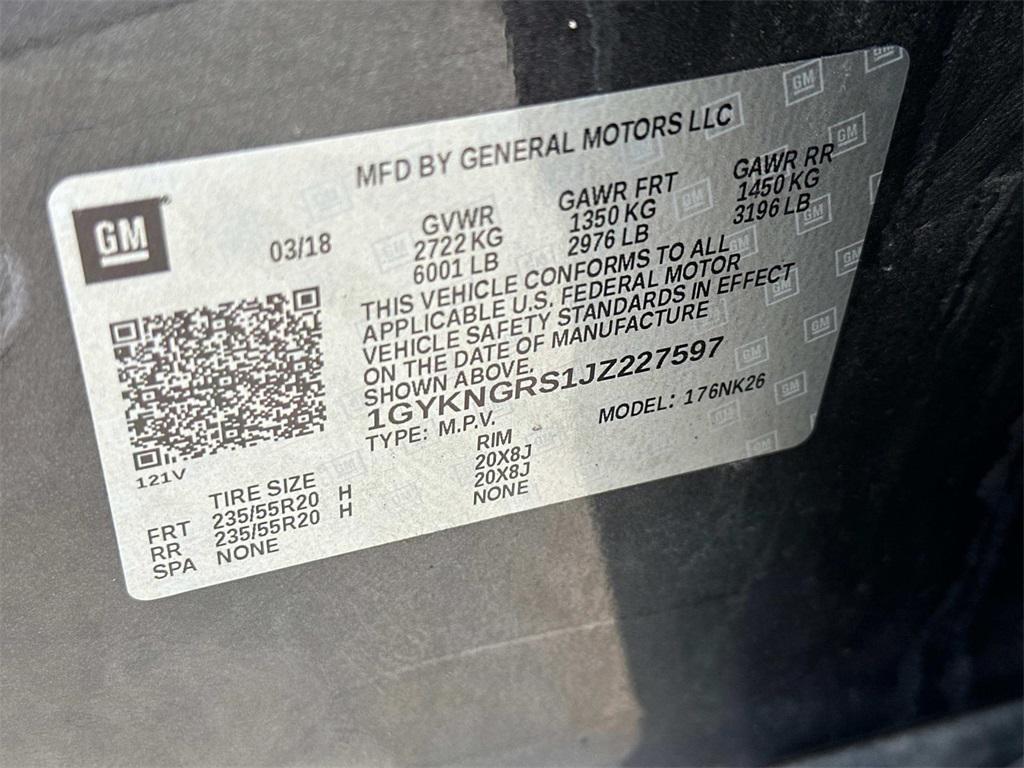 MFD BY GENERAL MOTORS LLC
GM
03/18
GVWR
2722 KG
6001 LB
GAWR FRT
1350 KG
2976 LB
GAWR RR
1450 KG
3196 LB
THIS VEHICLE CONFORMS TO ALL
APPLICABLE U.S. FEDERAL MOTOR
VEHICLE SAFETY STANDARDS IN EFFECT
ON THE DATE OF MANUFACTURE
SHOWN ABOVE.
1GYKNGRS1JZ227597
TYPE: M.P.V.
MODEL: 176NK26
121V
TIRE SIZE RIM
FRT 235/55R20 H 20X8J
RR 235/55R20 H 20X8J
SPA NONE NONE